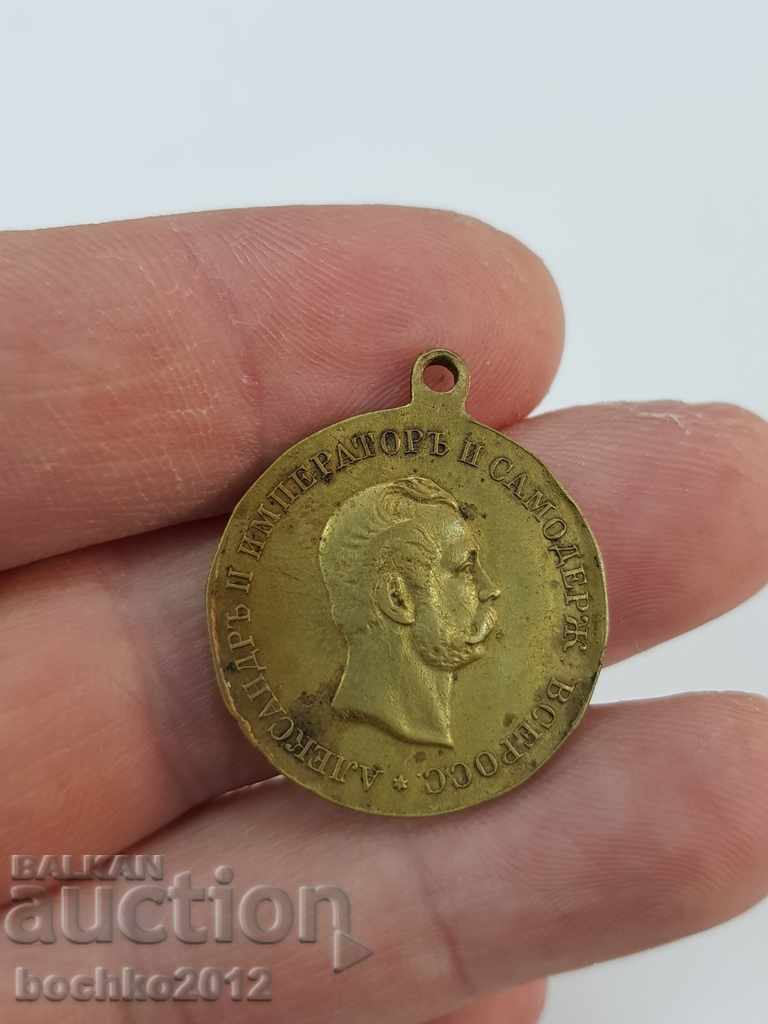 АЛЕКСАНДРЪ II ИМПЕРАТОРЪ И САМОДЕРЖ ВСЕРОСС. *
BALKAN
auction
bochko2012